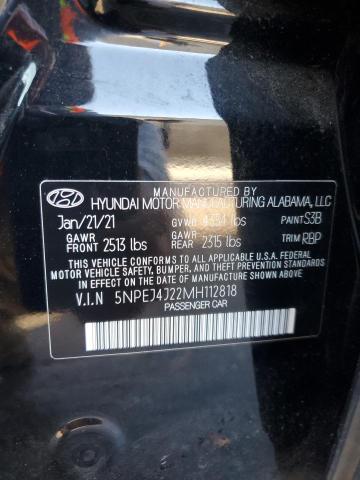 MANUFACTURED BY
HYUNDAI MOTOR MANUFACTURING ALABAMA, LLC
Jan/21/21 GVWR 4354 lbs PAINT S3B
GAWR FRONT 2513 lbs GAWR REAR 2315 lbs TRIM RBP
THIS VEHICLE CONFORMS TO ALL APPLICABLE U.S. FEDERAL
MOTOR VEHICLE SAFETY, BUMPER, AND THEFT PREVENTION
STANDARDS IN EFFECT ON THE DATE OF MANUFACTURE
SHOWN ABOVE.
V.I.N 5NPEJ4J22MH112818
PASSENGER CAR